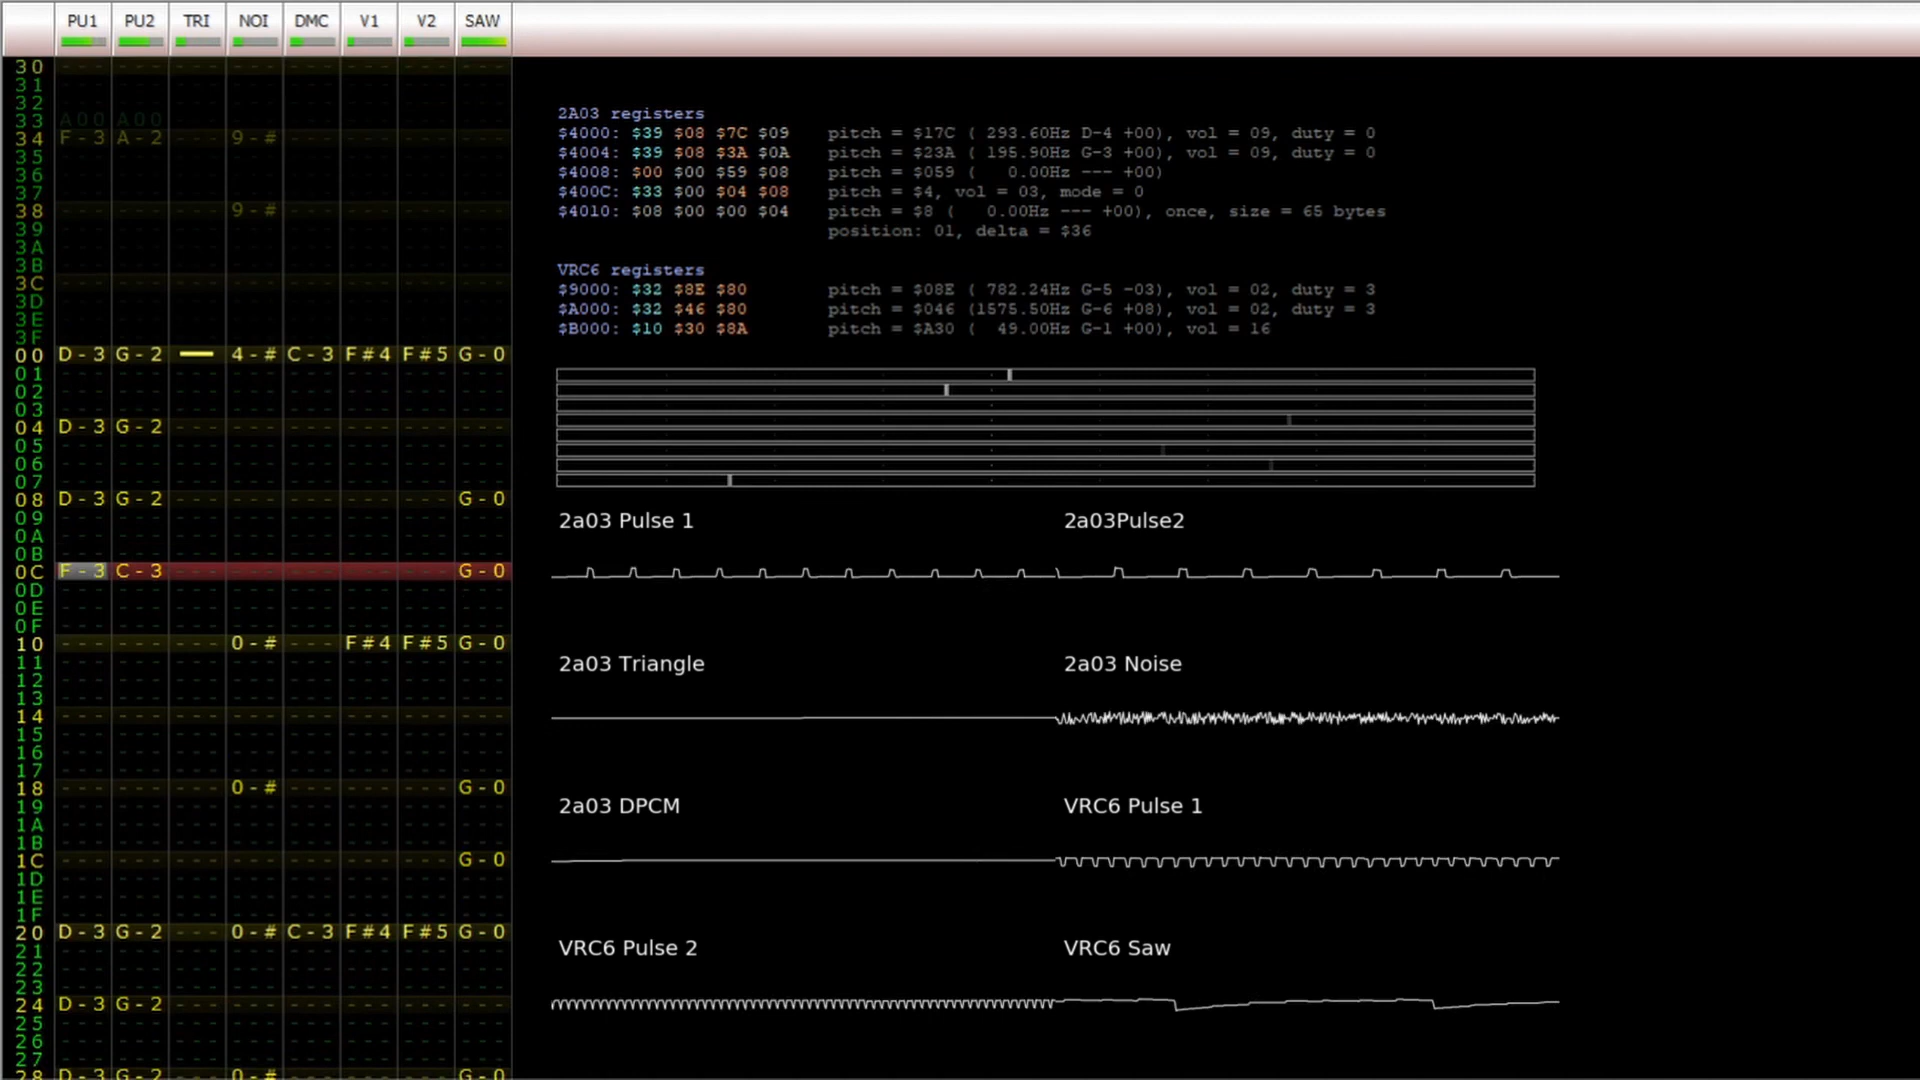 PU1 PU2 TRI NOI DMC V1 V2 SAW
30
31
32
33 A00 A00
34 F-3 A-2 9-#
35
36
37
38 9-#
39
3A
3B
3C
3D
3E
3F
00 D-3 G-2 4-# C-3 F#4 F#5 G-0
01
02
03
04 D-3 G-2
05
06
07
08 D-3 G-2 G-0
09
0A
0B
0C F-3 C-3 G-0
0D
0E
0F
10 0-# F#4 F#5 G-0
11
12
13
14
15
16
17
18 0-# G-0
19
1A
1B
1C G-0
1D
1E
1F
20 D-3 G-2 0-# C-3 F#4 F#5 G-0
21
22
23
24 D-3 G-2
25
26
27
28 D-3 G-2 0-# G-0
2A03 registers
$4000: $39 $08 $7C $09 pitch = $17C ( 293.60Hz D-4 +00), vol = 09, duty = 0
$4004: $39 $08 $3A $0A pitch = $23A ( 195.90Hz G-3 +00), vol = 09, duty = 0
$4008: $00 $00 $59 $08 pitch = $059 ( 0.00Hz --- +00)
$400C: $33 $00 $04 $08 pitch = $4, vol = 03, mode = 0
$4010: $08 $00 $00 $04 pitch = $8 ( 0.00Hz --- +00), once, size = 65 bytes
position: 01, delta = $36
VRC6 registers
$9000: $32 $8E $80 pitch = $08E ( 782.24Hz G-5 -03), vol = 02, duty = 3
$A000: $32 $46 $80 pitch = $046 (1575.50Hz G-6 +08), vol = 02, duty = 3
$B000: $10 $30 $8A pitch = $A30 ( 49.00Hz G-1 +00), vol = 16
2a03 Pulse 1 2a03Pulse2
2a03 Triangle 2a03 Noise
2a03 DPCM VRC6 Pulse 1
VRC6 Pulse 2 VRC6 Saw